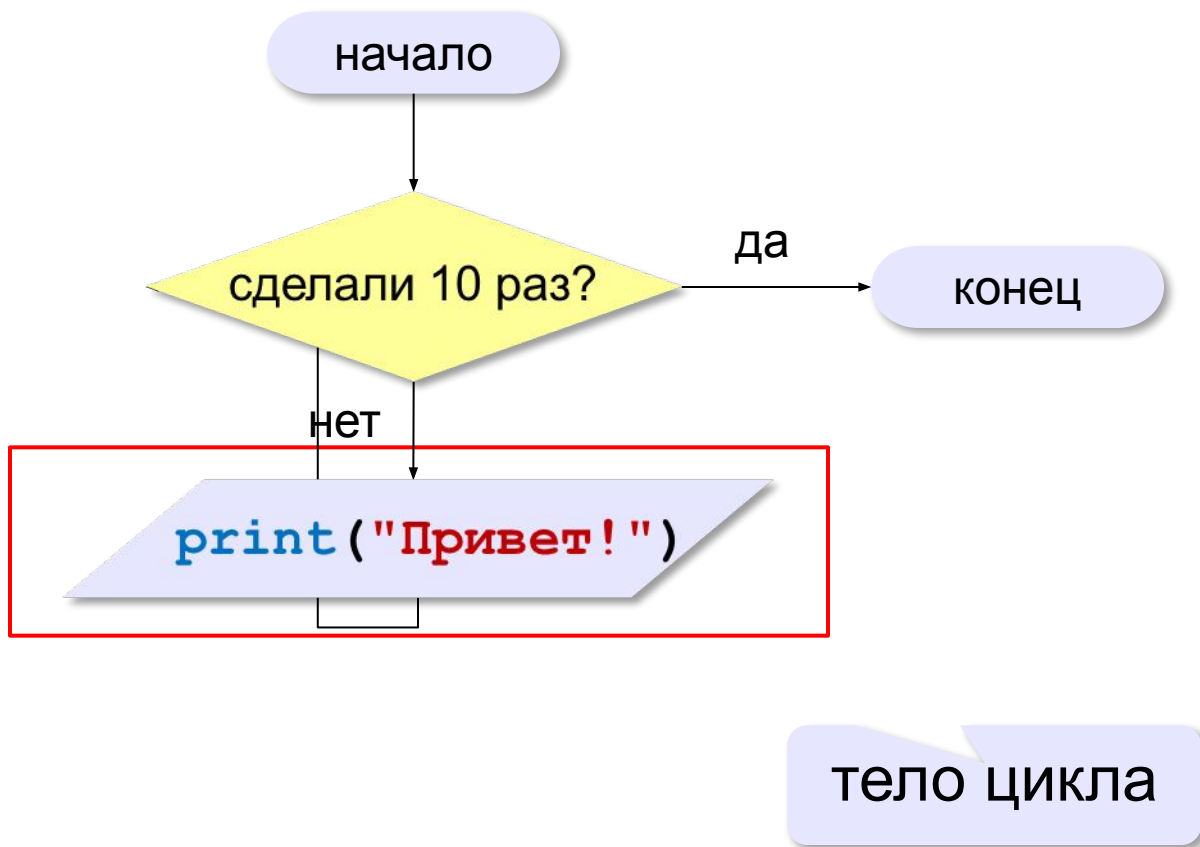 начало
сделали 10 раз?
да
конец
нет
print("Привет!")
тело цикла